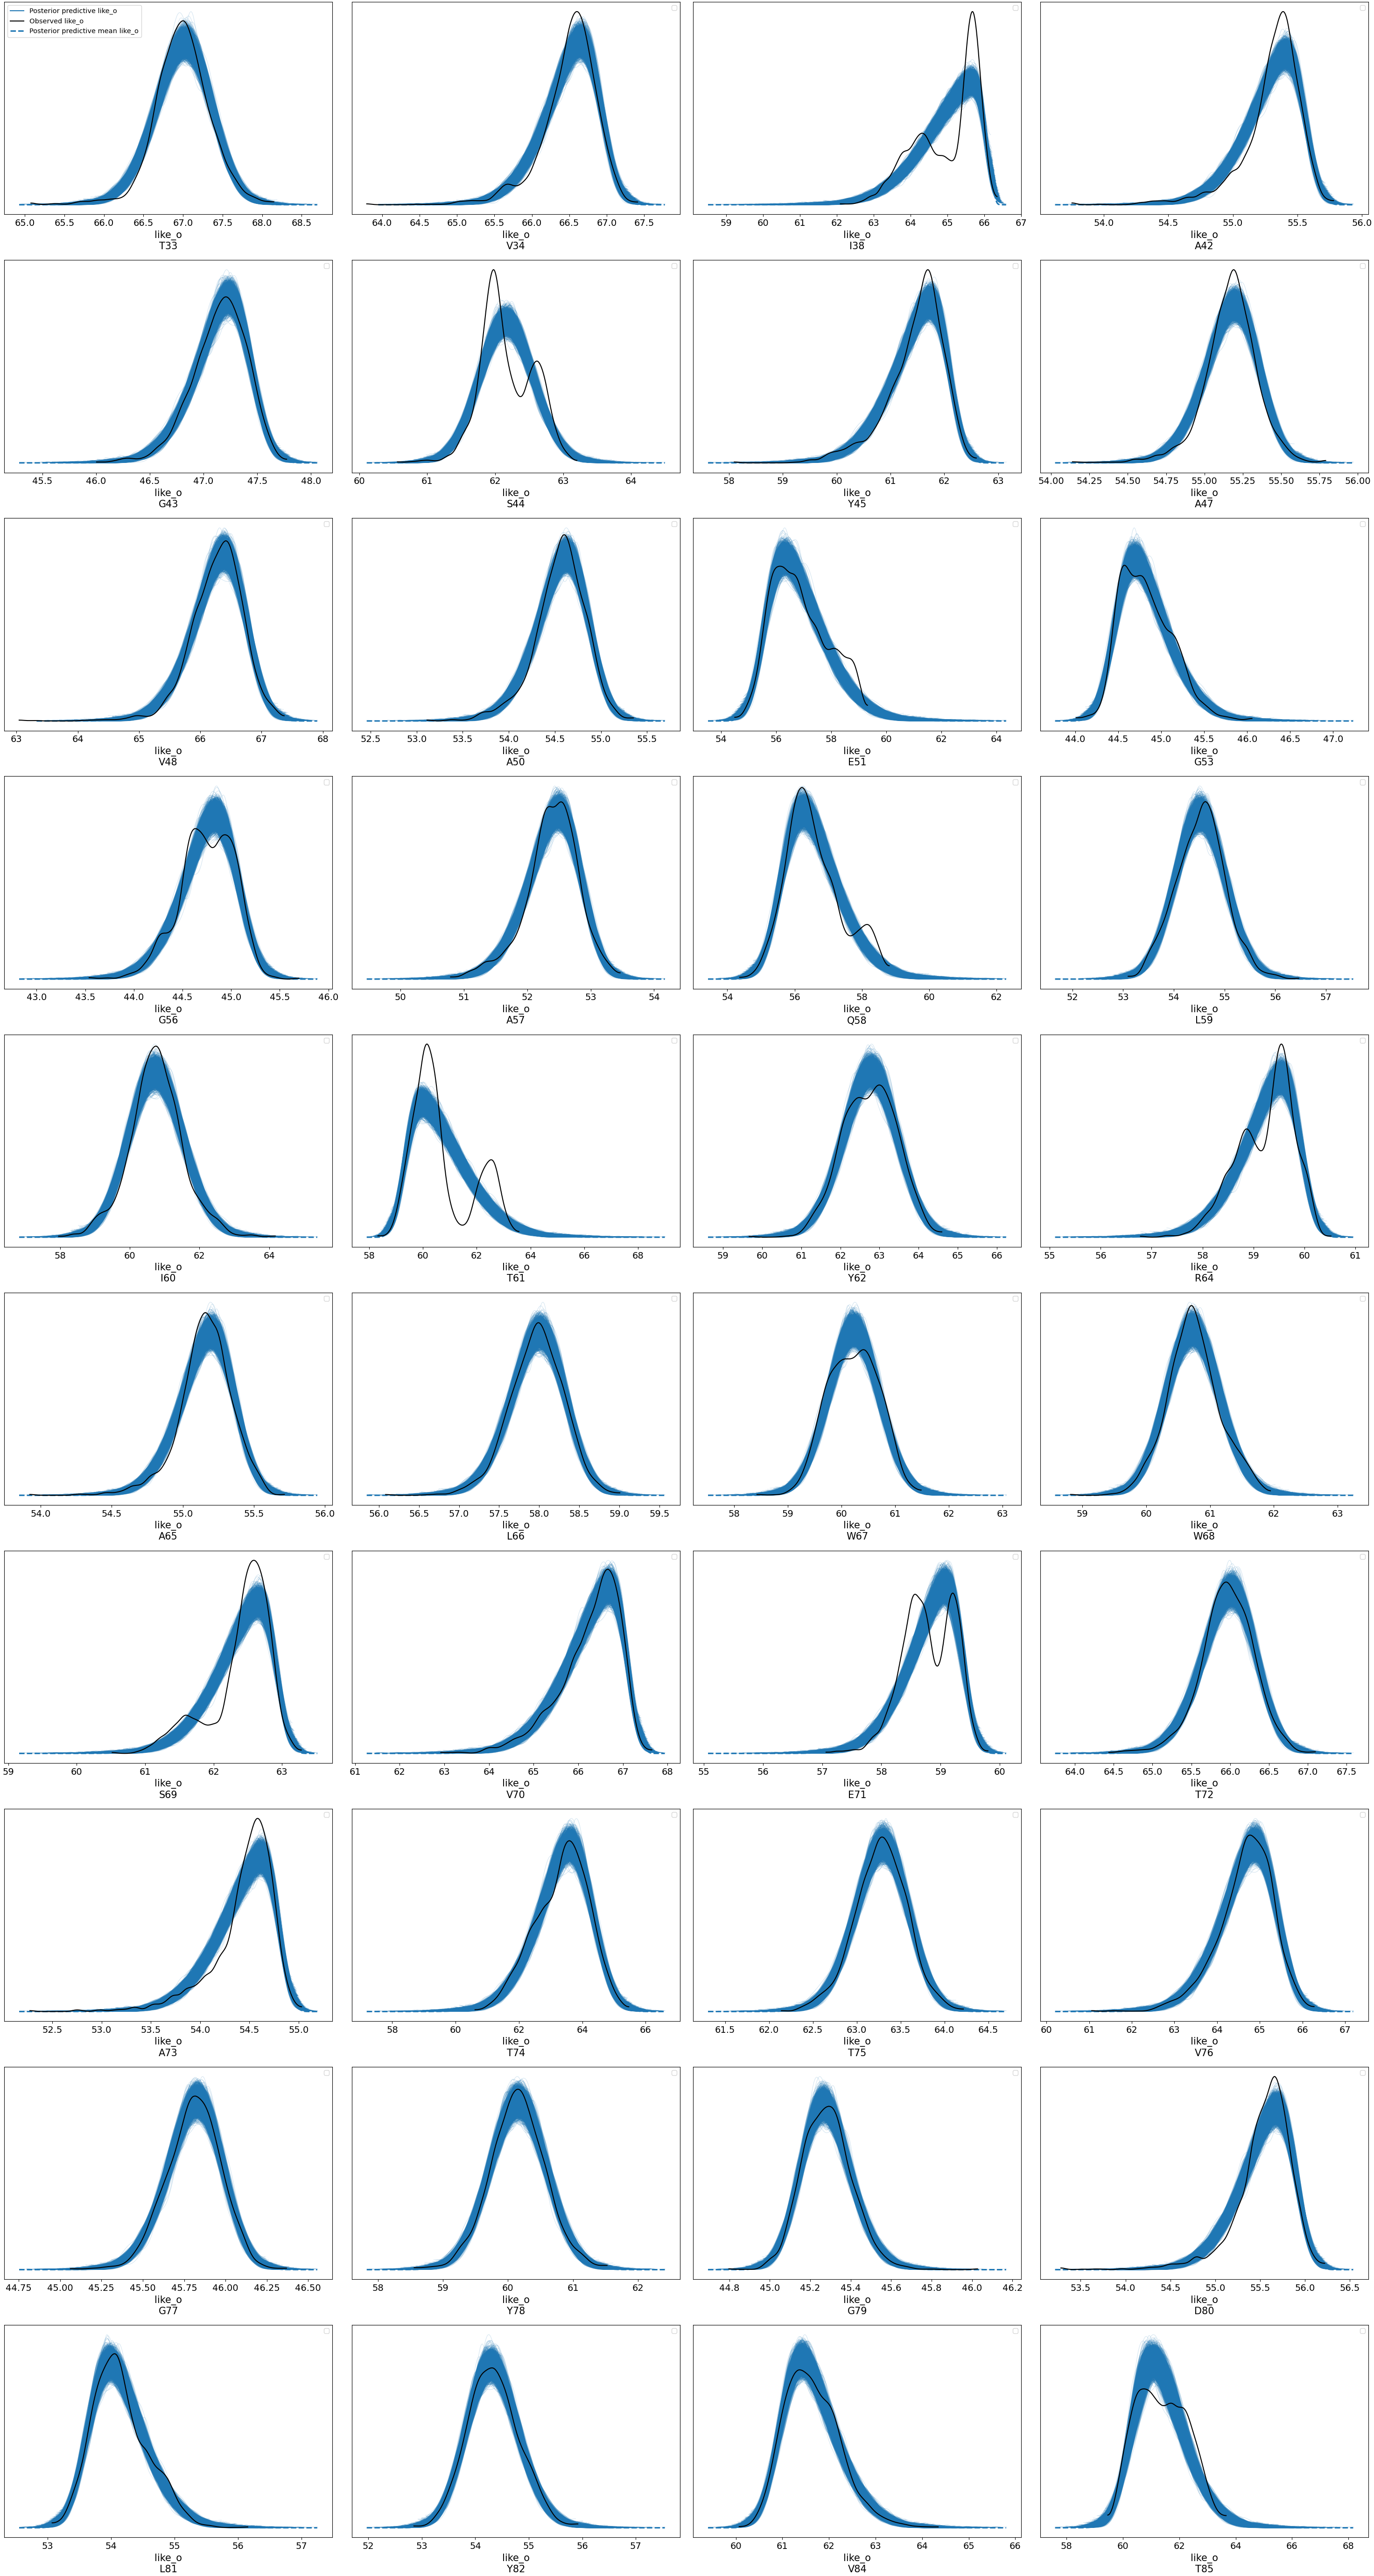 Posterior predictive like_o
Observed like_o
Posterior predictive mean like_o
65.0 65.5 66.0 66.5 67.0 67.5 68.0 68.5
like_o
T33
64.0 64.5 65.0 65.5 66.0 66.5 67.0 67.5
like_o
V34
59 60 61 62 63 64 65 66 67
like_o
I38
54.0 54.5 55.0 55.5 56.0
like_o
A42
45.5 46.0 46.5 47.0 47.5 48.0
like_o
G43
60 61 62 63 64
like_o
S44
58 59 60 61 62 63
like_o
Y45
54.00 54.25 54.50 54.75 55.00 55.25 55.50 55.75 56.00
like_o
A47
63 64 65 66 67 68
like_o
V48
52.5 53.0 53.5 54.0 54.5 55.0 55.5
like_o
A50
54 56 58 60 62 64
like_o
E51
44.0 44.5 45.0 45.5 46.0 46.5 47.0
like_o
G53
43.0 43.5 44.0 44.5 45.0 45.5 46.0
like_o
G56
50 51 52 53 54
like_o
A57
54 56 58 60 62
like_o
Q58
52 53 54 55 56 57
like_o
L59
58 60 62 64
like_o
I60
58 60 62 64 66 68
like_o
T61
59 60 61 62 63 64 65 66
like_o
Y62
55 56 57 58 59 60 61
like_o
R64
54.0 54.5 55.0 55.5 56.0
like_o
A65
56.0 56.5 57.0 57.5 58.0 58.5 59.0 59.5
like_o
L66
58 59 60 61 62 63
like_o
W67
59 60 61 62 63
like_o
W68
59 60 61 62 63
like_o
S69
61 62 63 64 65 66 67 68
like_o
V70
55 56 57 58 59 60
like_o
E71
64.0 64.5 65.0 65.5 66.0 66.5 67.0 67.5
like_o
T72
52.5 53.0 53.5 54.0 54.5 55.0
like_o
A73
58 60 62 64 66
like_o
T74
61.5 62.0 62.5 63.0 63.5 64.0 64.5
like_o
T75
60 61 62 63 64 65 66 67
like_o
V76
44.75 45.00 45.25 45.50 45.75 46.00 46.25 46.50
like_o
G77
58 59 60 61 62
like_o
Y78
44.8 45.0 45.2 45.4 45.6 45.8 46.0 46.2
like_o
G79
53.5 54.0 54.5 55.0 55.5 56.0 56.5
like_o
D80
53 54 55 56 57
like_o
L81
52 53 54 55 56 57
like_o
Y82
60 61 62 63 64 65 66
like_o
V84
58 60 62 64 66 68
like_o
T85